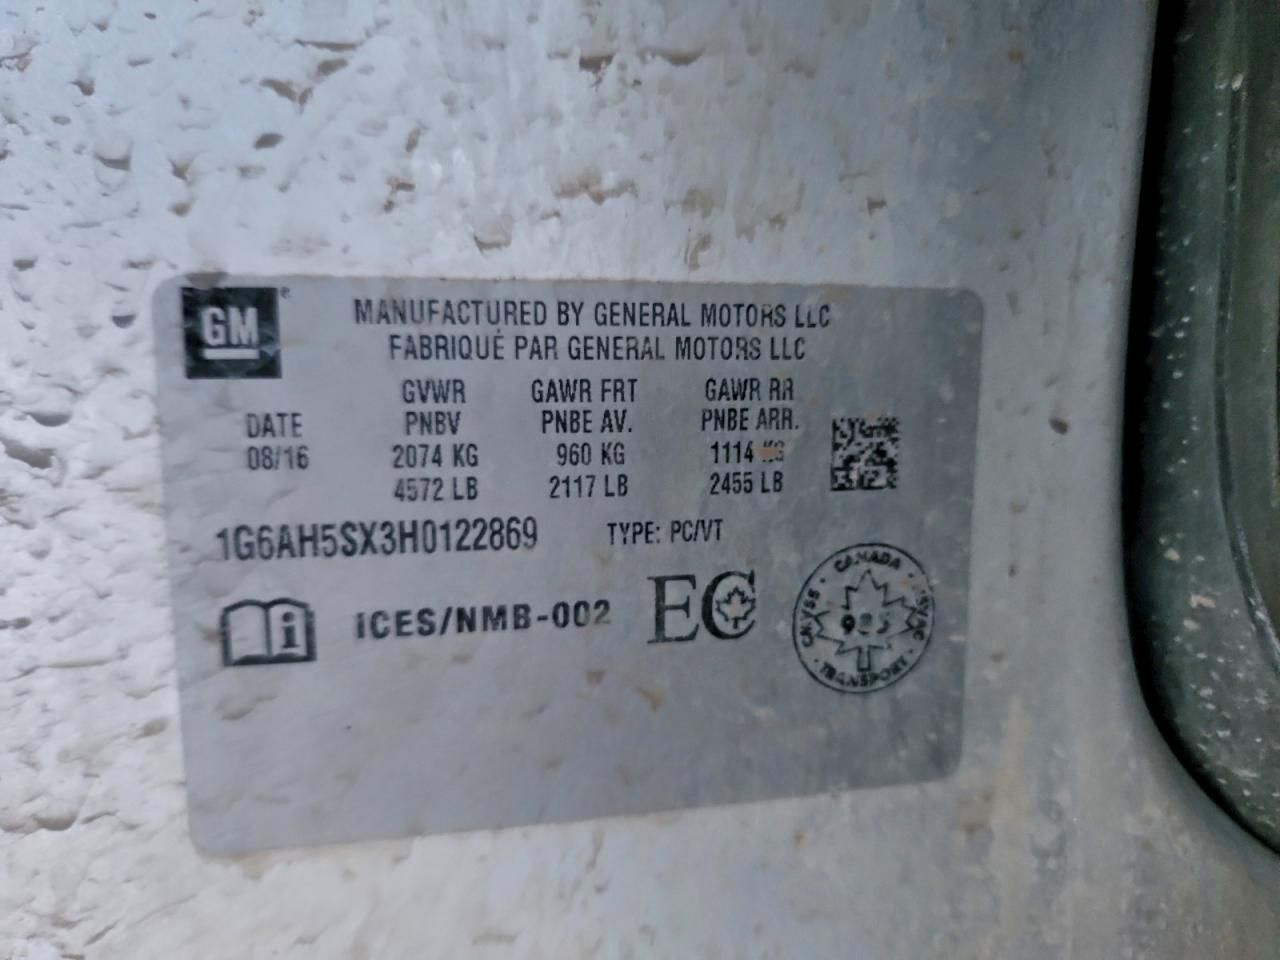 GM
MANUFACTURED BY GENERAL MOTORS LLC
FABRIQUÉ PAR GENERAL MOTORS LLC
GVWR GAWR FRT GAWR RR
DATE PNBV PNBE AV. PNBE ARR.
08/16 2074 KG 960 KG 1114 KG
4572 LB 2117 LB 2455 LB
1G6AH5SX3H0122869 TYPE: PC/VT
i ICES/NMB-002 EC
CANADA
TRANSPORT